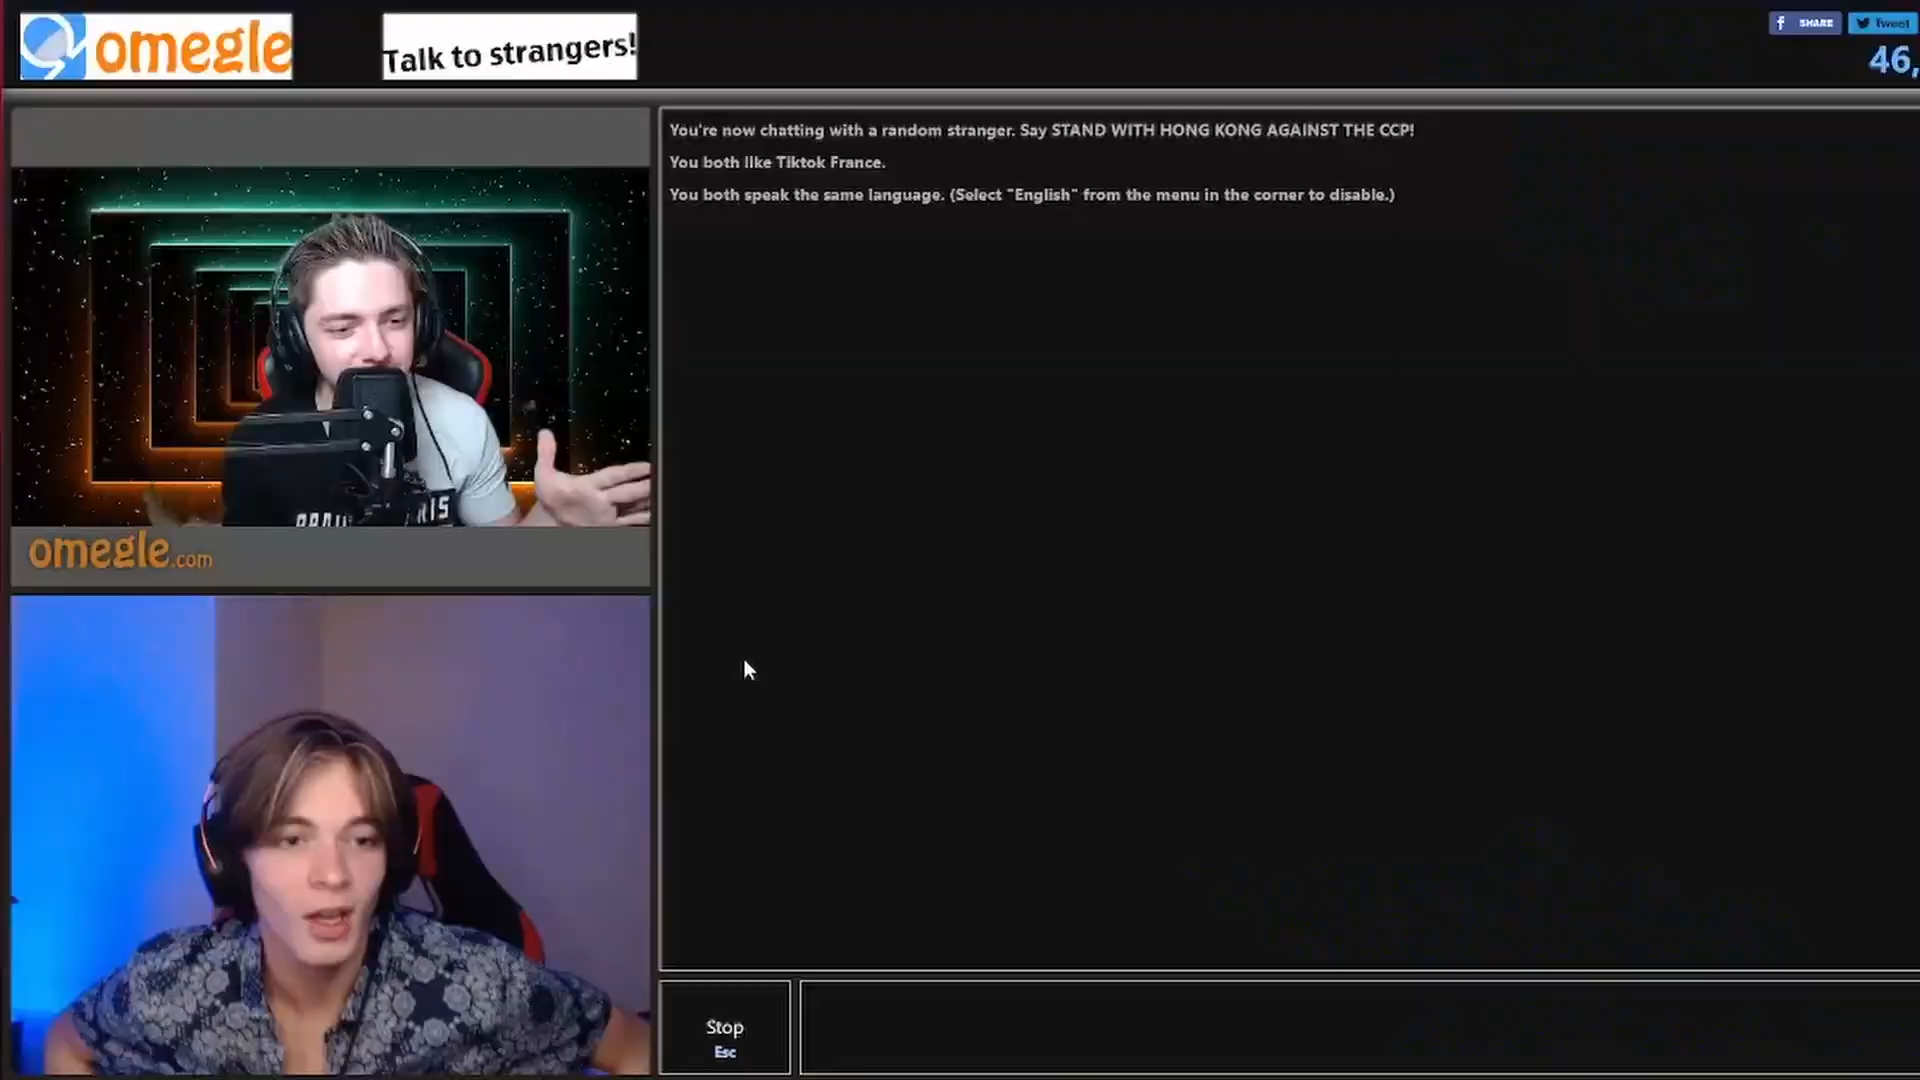 omegle
Talk to strangers!
SHARE
Tweet
46,
You're now chatting with a random stranger. Say STAND WITH HONG KONG AGAINST THE CCP!
You both like Tiktok France.
You both speak the same language. (Select "English" from the menu in the corner to disable.)
omegle.com
Stop
Esc